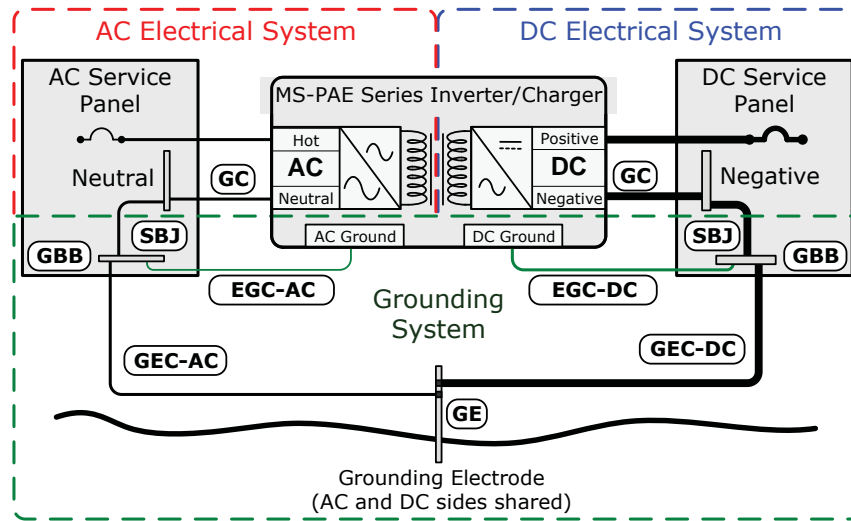 AC Electrical System
DC Electrical System
AC Service
Panel
MS-PAE Series Inverter/Charger
DC Service
Panel
Hot
AC
Neutral
Positive
DC
Negative
Neutral
GC
GC
Negative
GBB
SBJ
AC Ground
DC Ground
SBJ
GBB
EGC-AC
EGC-DC
Grounding
System
GEC-AC
GEC-DC
GE
Grounding Electrode
(AC and DC sides shared)